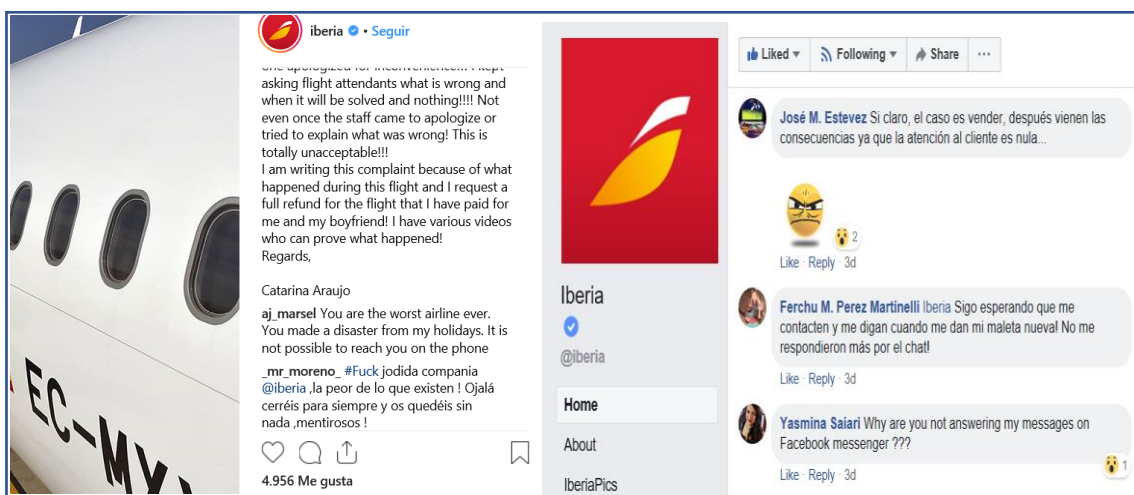 EC-MY
iberia • Seguir
one apologized for inconvenience!!! I kept
asking flight attendants what is wrong and
when it will be solved and nothing!!!! Not
even once the staff came to apologize or
tried to explain what was wrong! This is
totally unacceptable!!!
I am writing this complaint because of what
happened during this flight and I request a
full refund for the flight that I have paid for
me and my boyfriend! I have various videos
who can prove what happened!
Regards,
Catarina Araujo
aj_marsel You are the worst airline ever.
You made a disaster from my holidays. It is
not possible to reach you on the phone
_mr_moreno_ #Fuck jodida compania
@iberia ,la peor de lo que existen ! Ojalá
cerréis para siempre y os quedéis sin
nada ,mentirosos !
4.956 Me gusta
Iberia
@iberia
Home
About
IberiaPics
Liked Following Share ...
José M. Estevez Si claro, el caso es vender, después vienen las
consecuencias ya que la atención al cliente es nula...
2
Like · Reply · 3d
Ferchu M. Perez Martinelli Iberia Sigo esperando que me
contacten y me digan cuando me dan mi maleta nueva! No me
respondieron más por el chat!
Like · Reply · 3d
Yasmina Saiari Why are you not answering my messages on
Facebook messenger ???
1
Like · Reply · 3d